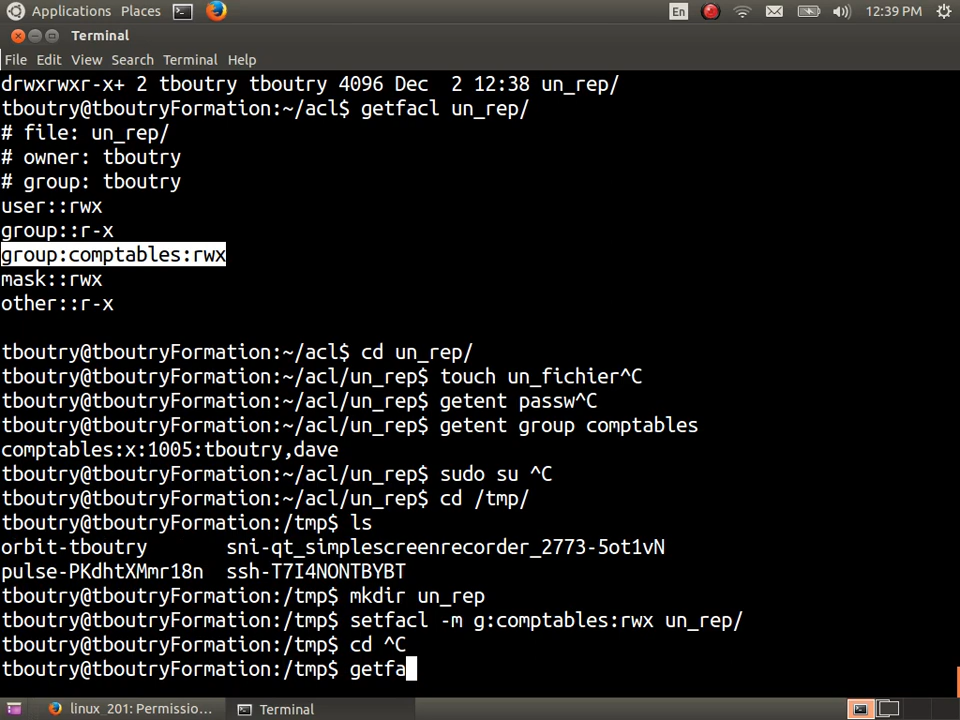 Applications Places En 12:39 PM
Terminal
File Edit View Search Terminal Help
drwxrwxr-x+ 2 tboutry tboutry 4096 Dec  2 12:38 un_rep/
tboutry@tboutryFormation:~/acl$ getfacl un_rep/
# file: un_rep/
# owner: tboutry
# group: tboutry
user::rwx
group::r-x
group:comptables:rwx
mask::rwx
other::r-x
tboutry@tboutryFormation:~/acl$ cd un_rep/
tboutry@tboutryFormation:~/acl/un_rep$ touch un_fichier^C
tboutry@tboutryFormation:~/acl/un_rep$ getent passw^C
tboutry@tboutryFormation:~/acl/un_rep$ getent group comptables
comptables:x:1005:tboutry,dave
tboutry@tboutryFormation:~/acl/un_rep$ sudo su ^C
tboutry@tboutryFormation:~/acl/un_rep$ cd /tmp/
tboutry@tboutryFormation:/tmp$ ls
orbit-tboutry       sni-qt_simplescreenrecorder_2773-5ot1vN
pulse-PKdhtXMmr18n  ssh-T7I4NONTBYBT
tboutry@tboutryFormation:/tmp$ mkdir un_rep
tboutry@tboutryFormation:/tmp$ setfacl -m g:comptables:rwx un_rep/
tboutry@tboutryFormation:/tmp$ cd ^C
tboutry@tboutryFormation:/tmp$ getfa
linux_201: Permissio... Terminal